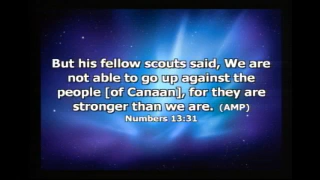 But his fellow scouts said, We are
not able to go up against the
people [of Canaan], for they are
stronger than we are. (AMP)
Numbers 13:31